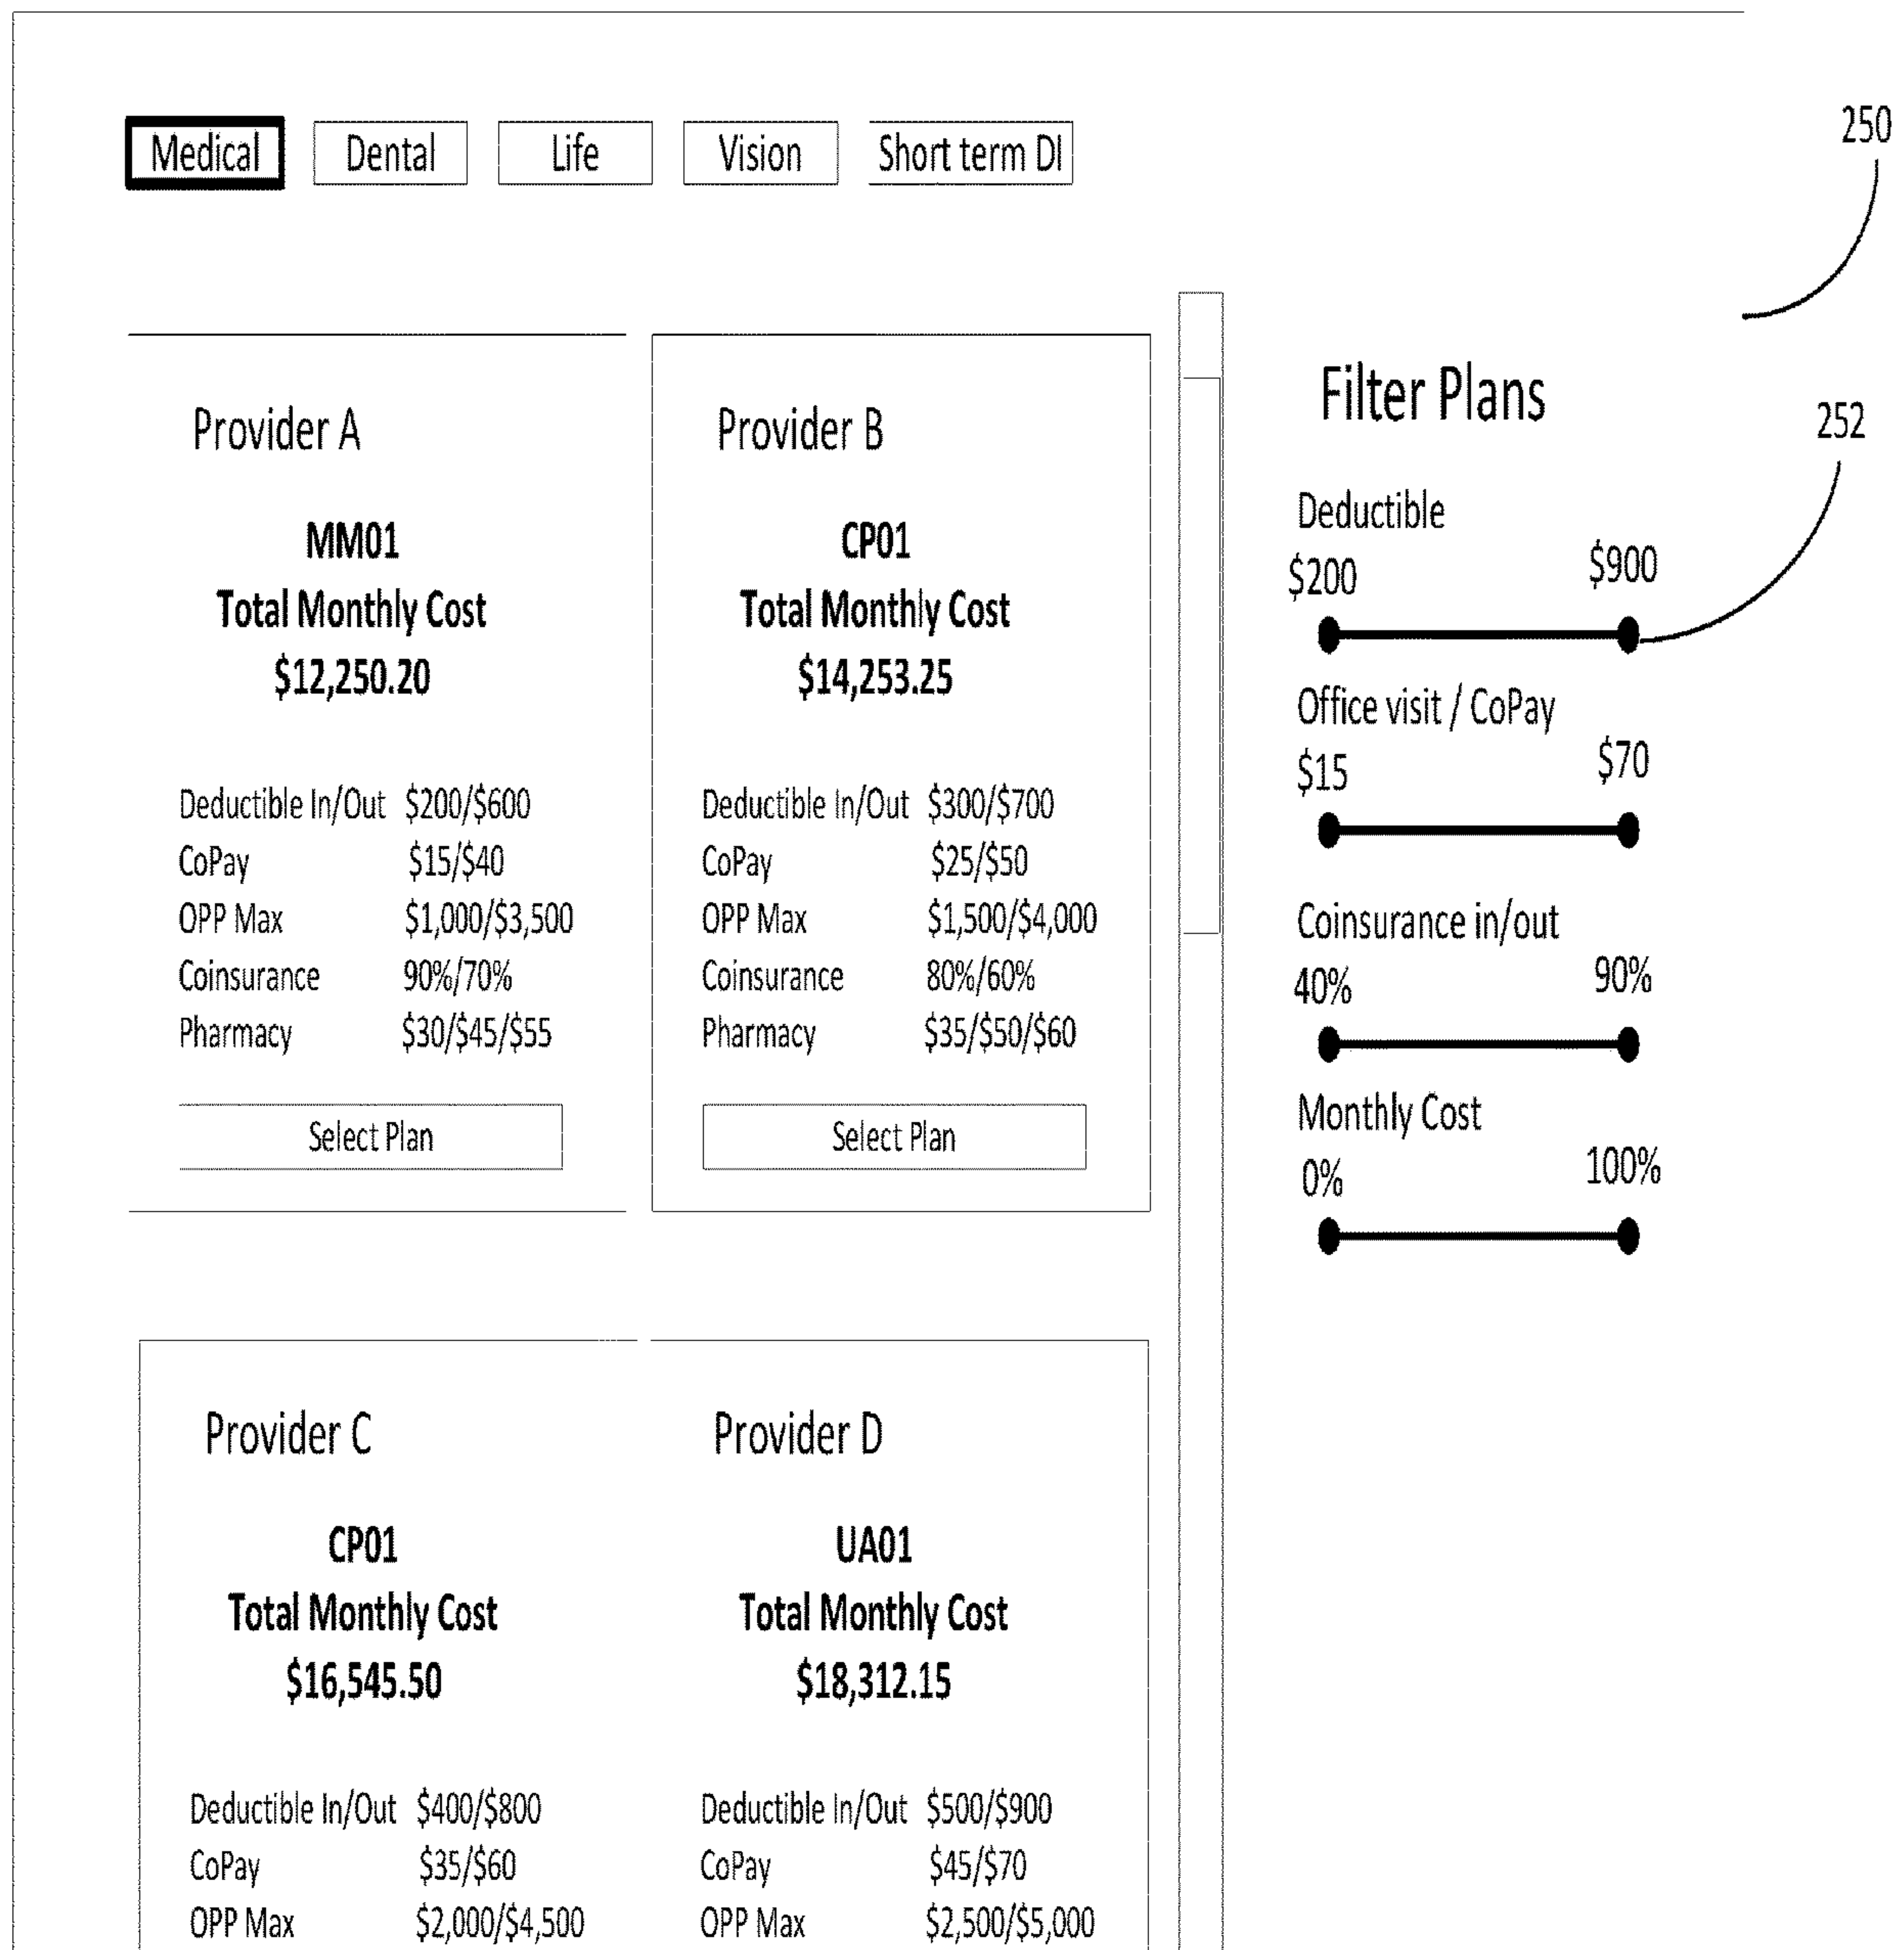 Medical Dental Life Vision Short term DI
250
Provider A
MM01
Total Monthly Cost
$12,250.20
Deductible In/Out $200/$600
CoPay $15/$40
OPP Max $1,000/$3,500
Coinsurance 90%/70%
Pharmacy $30/$45/$55
Select Plan
Provider B
CP01
Total Monthly Cost
$14,253.25
Deductible In/Out $300/$700
CoPay $25/$50
OPP Max $1,500/$4,000
Coinsurance 80%/60%
Pharmacy $35/$50/$60
Select Plan
Filter Plans
252
Deductible
$200 $900
Office visit / CoPay
$15 $70
Coinsurance in/out
40% 90%
Monthly Cost
0% 100%
Provider C
CP01
Total Monthly Cost
$16,545.50
Deductible In/Out $400/$800
CoPay $35/$60
OPP Max $2,000/$4,500
Provider D
UA01
Total Monthly Cost
$18,312.15
Deductible In/Out $500/$900
CoPay $45/$70
OPP Max $2,500/$5,000